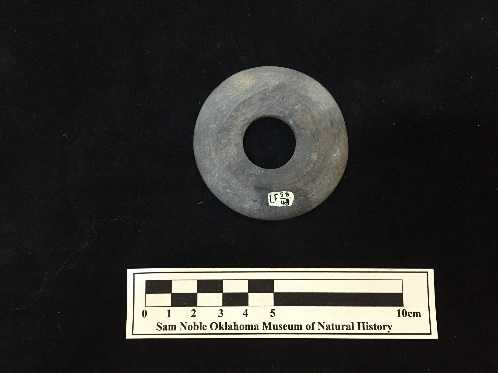 0 1 2 3 4 5 10cm
Sam Noble Oklahoma Museum of Natural History